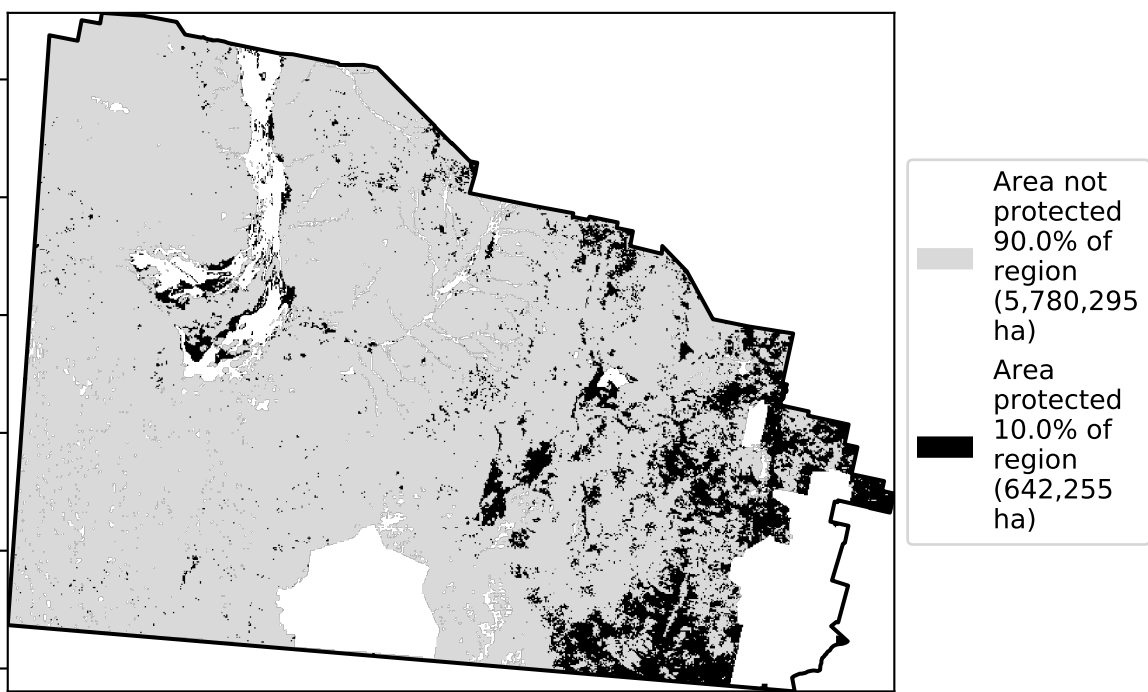 Area not
protected
90.0% of
region
(5,780,295
ha)
Area
protected
10.0% of
region
(642,255
ha)